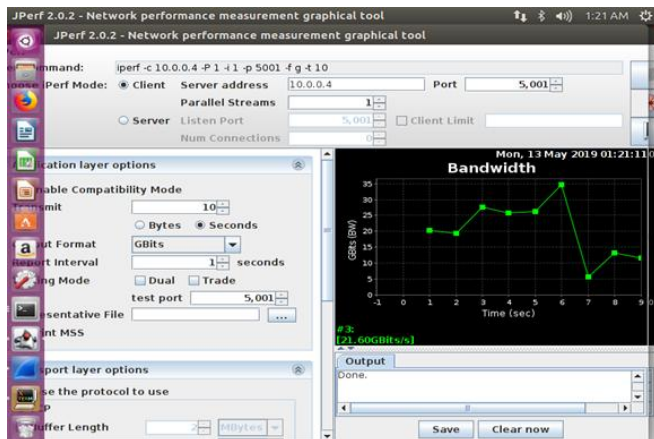 JPerf 2.0.2 - Network performance measurement graphical tool
1:21 AM
JPerf 2.0.2 - Network performance measurement graphical tool
ommand: iperf -c 10.0.0.4 -P 1 -i 1 -p 5001 -f g -t 10
oose iPerf Mode: Client Server address 10.0.0.4 Port 5,001
Parallel Streams 1
Server Listen Port 5,001 Client Limit
Num Connections 0
ication layer options
nable Compatibility Mode
nsmit 10
Bytes Seconds
ut Format GBits
eport Interval 1 seconds
ng Mode Dual Trade
test port 5,001
esentative File ...
nt MSS
sport layer options
se the protocol to use
P
uffer Length 2 MBytes
Mon, 13 May 2019 01:21:11
Bandwidth
GBits (BW)
35
30
25
20
15
10
5
0
-1 0 1 2 3 4 5 6 7 8 9
Time (sec)
#3:
[21.60GBits/s]
Output
Done.
Save Clear now